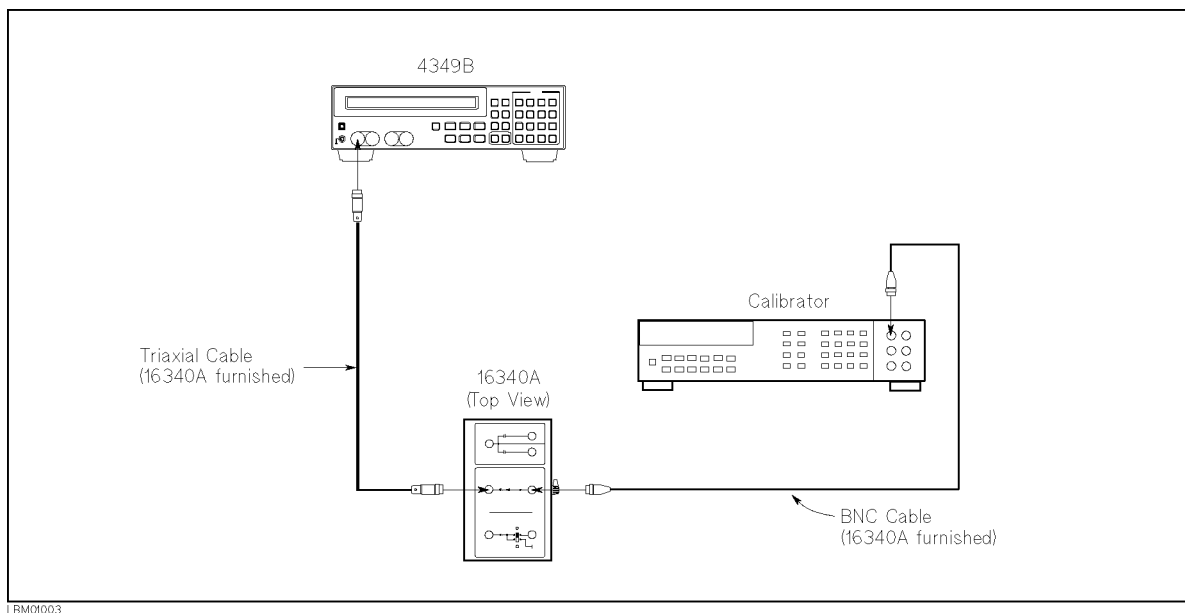 4349B
Calibrator
Triaxial Cable
(16340A furnished)
16340A
(Top View)
BNC Cable
(16340A furnished)
LBM01003